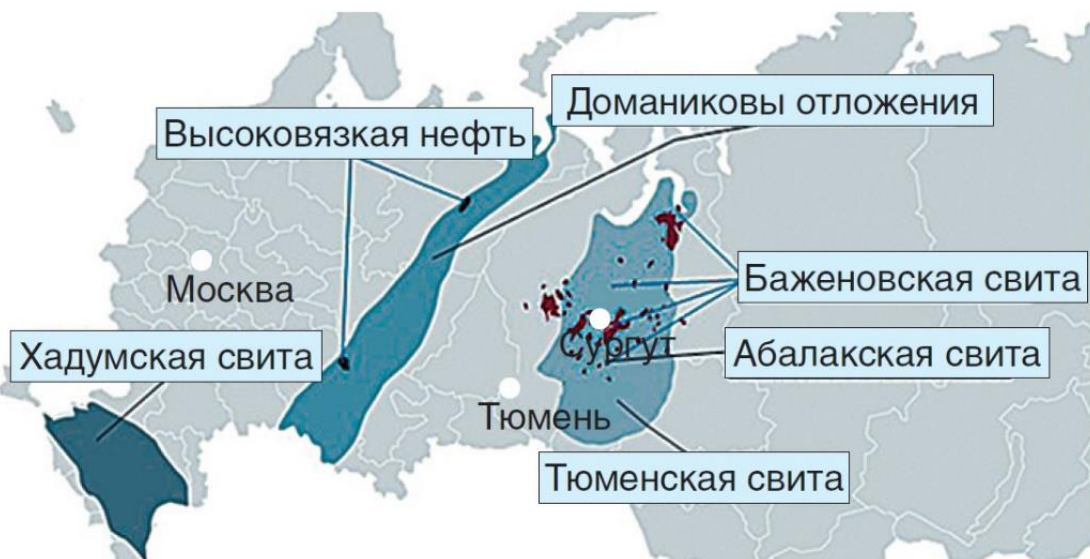 Доманиковы отложения
Высоковязкая нефть
Москва
Баженовская свита
Хадумская свита
Сургут
Абалакская свита
Тюмень
Тюменская свита